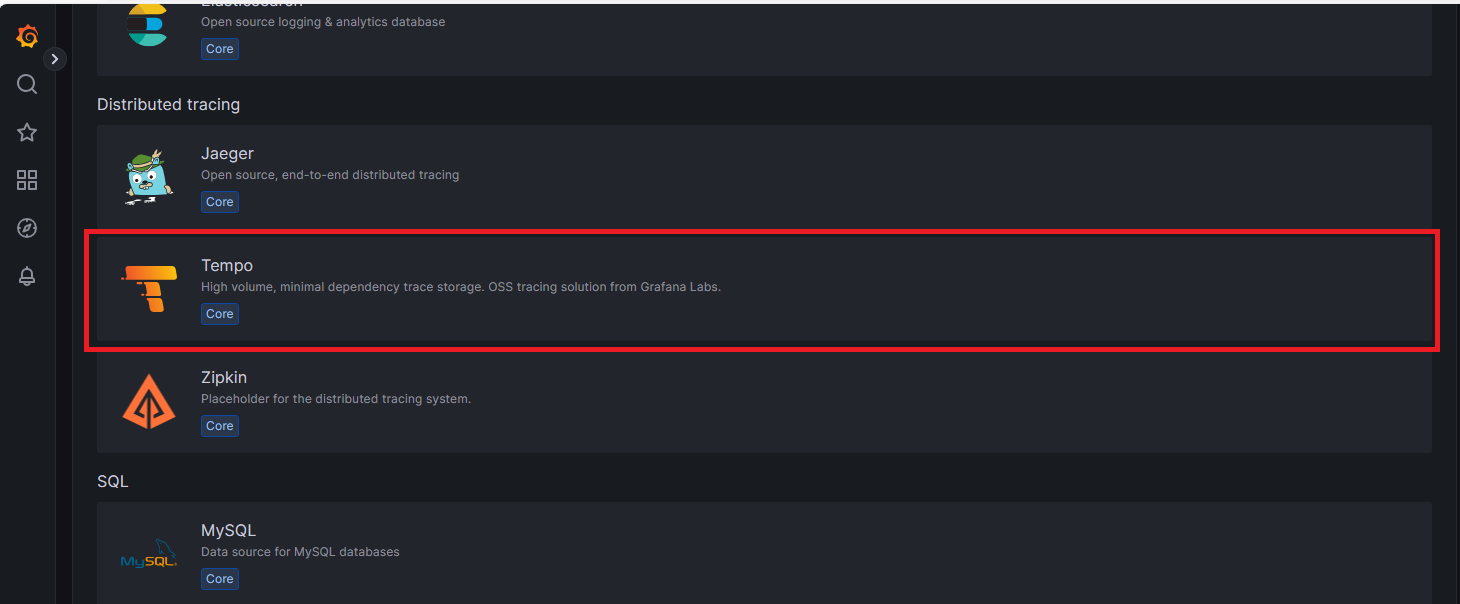 Elasticsearch
Open source logging & analytics database
Core
Distributed tracing
Jaeger
Open source, end-to-end distributed tracing
Core
Tempo
High volume, minimal dependency trace storage. OSS tracing solution from Grafana Labs.
Core
Zipkin
Placeholder for the distributed tracing system.
Core
SQL
MySQL
MySQL
Data source for MySQL databases
Core